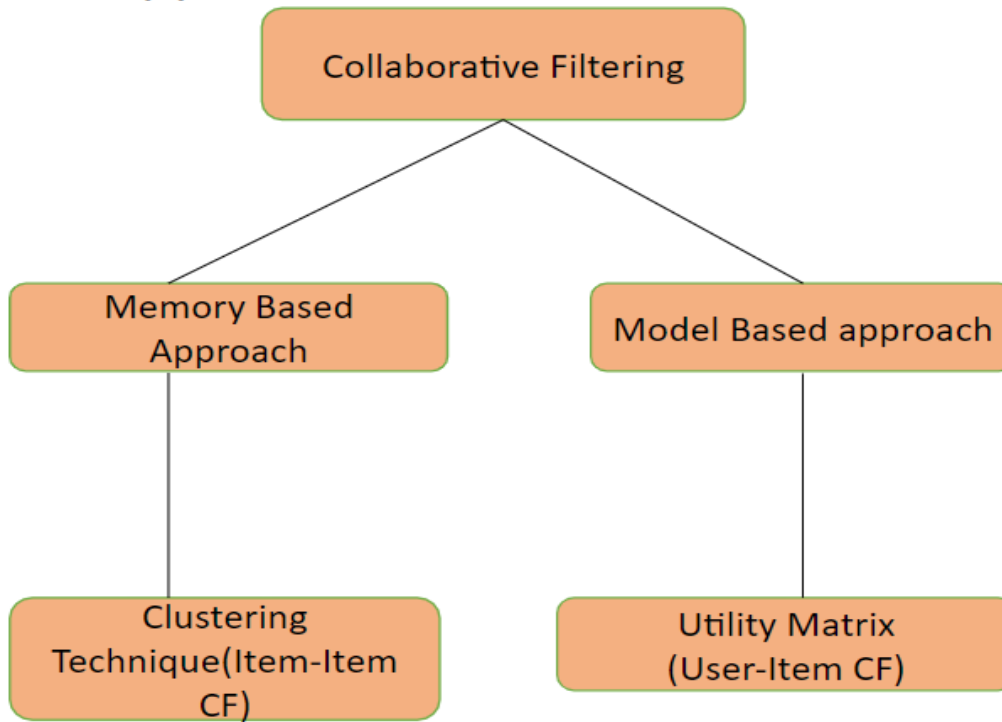 Collaborative Filtering
Memory Based
Approach
Model Based approach
Clustering
Technique(Item-Item
CF)
Utility Matrix
(User-Item CF)